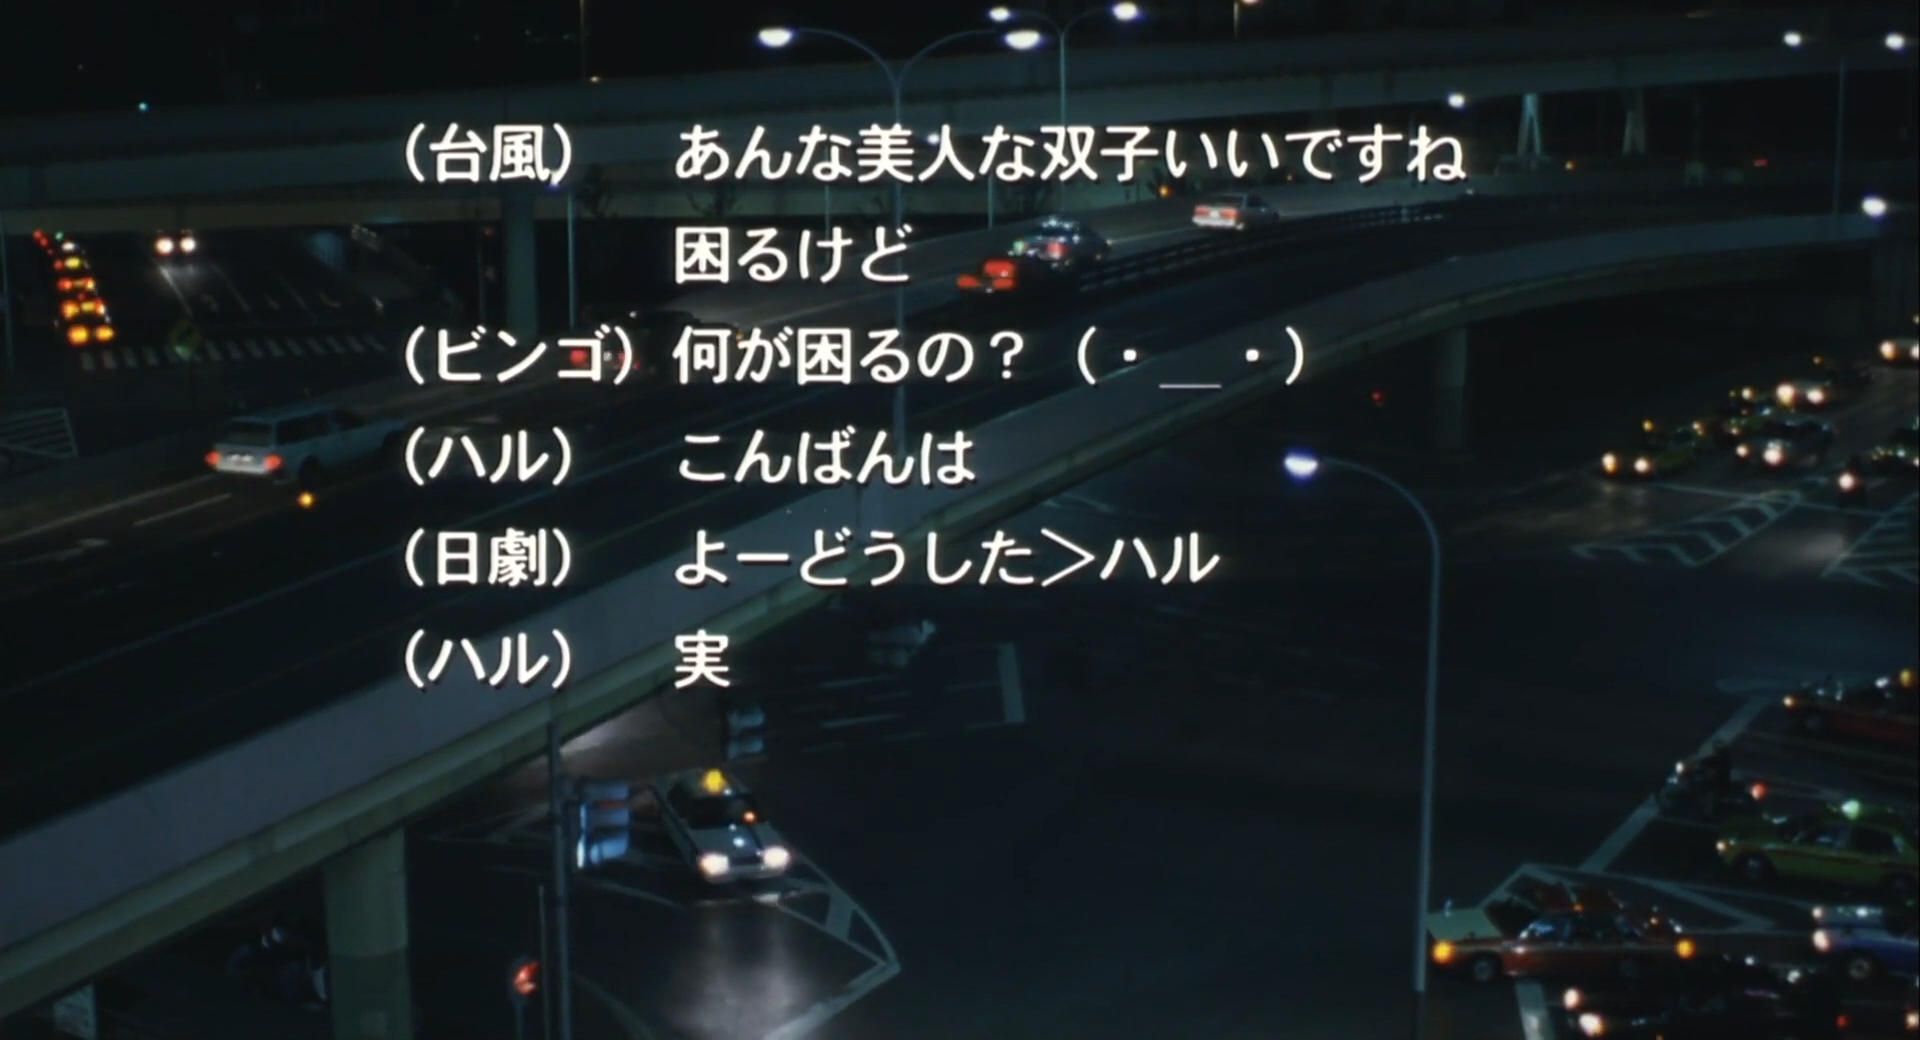 (台風) あんな美人な双子いいですね
困るけど
(ビンゴ) 何が困るの？ (・＿・)
(ハル) こんばんは
(日劇) よーどうした＞ハル
(ハル) 実